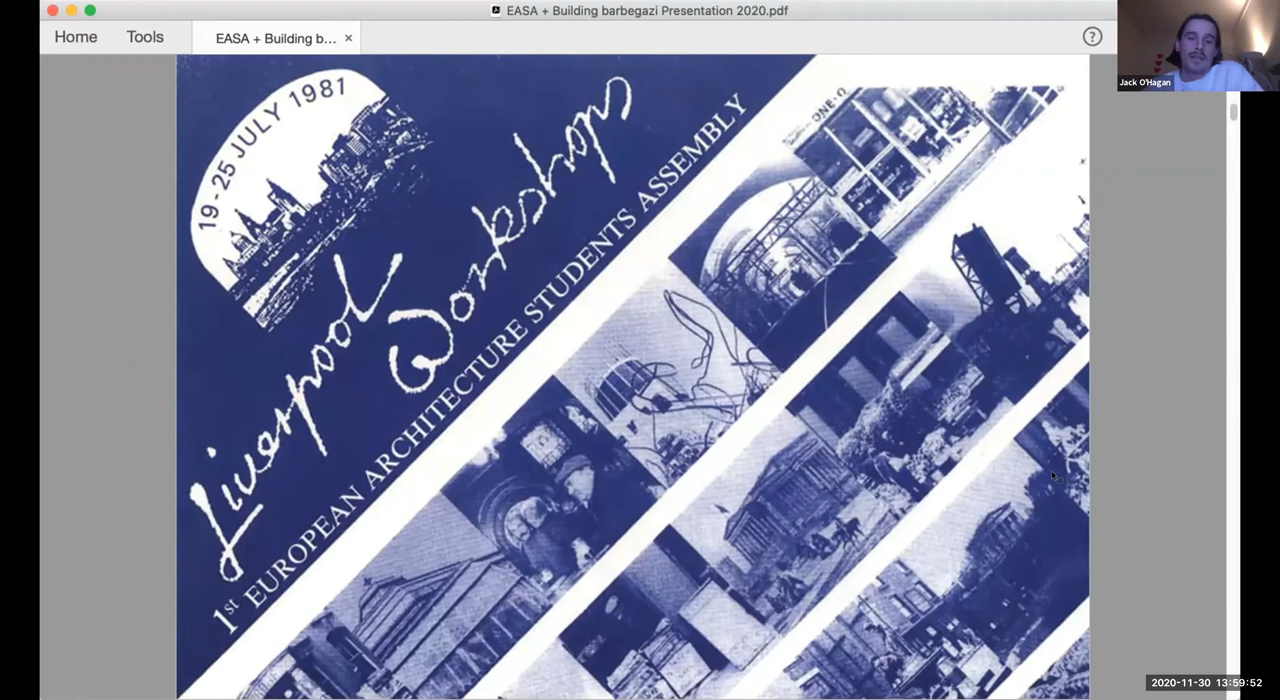 EASA + Building barbegazi Presentation 2020.pdf
Home
Tools
EASA + Building b... ×
?
Jack O'Hagan
19 - 25 JULY 1981
Liverpool
Workshops
1st EUROPEAN ARCHITECTURE STUDENTS ASSEMBLY
2020-11-30 13:59:52